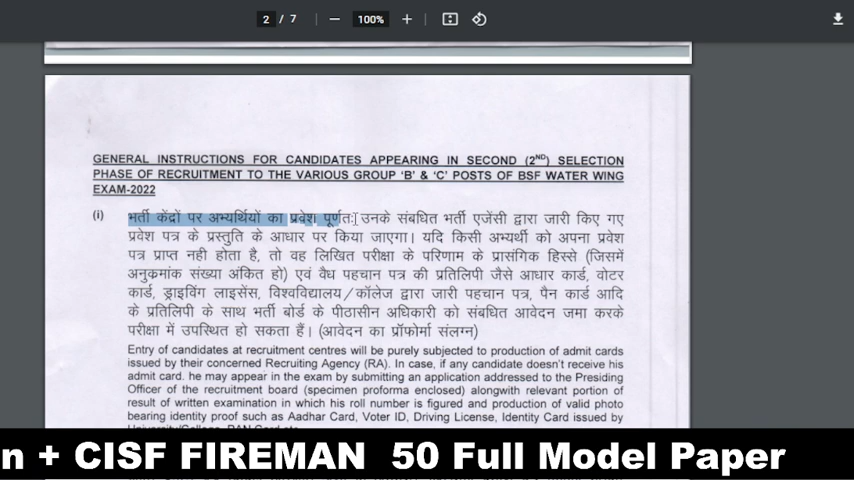 2 / 7
100%
GENERAL INSTRUCTIONS FOR CANDIDATES APPEARING IN SECOND (2ND) SELECTION
PHASE OF RECRUITMENT TO THE VARIOUS GROUP 'B' & 'C' POSTS OF BSF WATER WING
EXAM-2022
(i) भर्ती केंद्रों पर अभ्यर्थियों का प्रवेश पूर्णतः उनके संबधित भर्ती एजेंसी द्वारा जारी किए गए
प्रवेश पत्र के प्रस्तुति के आधार पर किया जाएगा। यदि किसी अभ्यर्थी को अपना प्रवेश
पत्र प्राप्त नही होता है, तो वह लिखित परीक्षा के परिणाम के प्रासंगिक हिस्से (जिसमें
अनुकमांक संख्या अंकित हो) एवं वैध पहचान पत्र की प्रतिलिपी जैसे आधार कार्ड, वोटर
कार्ड, ड्राइविंग लाइसेंस, विश्वविद्यालय/कॉलेज द्वारा जारी पहचान पत्र, पैन कार्ड आदि
के प्रतिलिपी के साथ भर्ती बोर्ड के पीठासीन अधिकारी को संबधित आवेदन जमा करके
परीक्षा में उपस्थित हो सकता हैं। (आवेदन का प्रॉफोर्मा संलग्न)
Entry of candidates at recruitment centres will be purely subjected to production of admit cards
issued by their concerned Recruiting Agency (RA). In case, if any candidate doesn't receive his
admit card. he may appear in the exam by submitting an application addressed to the Presiding
Officer of the recruitment board (specimen proforma enclosed) alongwith relevant portion of
result of written examination in which his roll number is figured and production of valid photo
bearing identity proof such as Aadhar Card, Voter ID, Driving License, Identity Card issued by
n + CISF FIREMAN 50 Full Model Paper